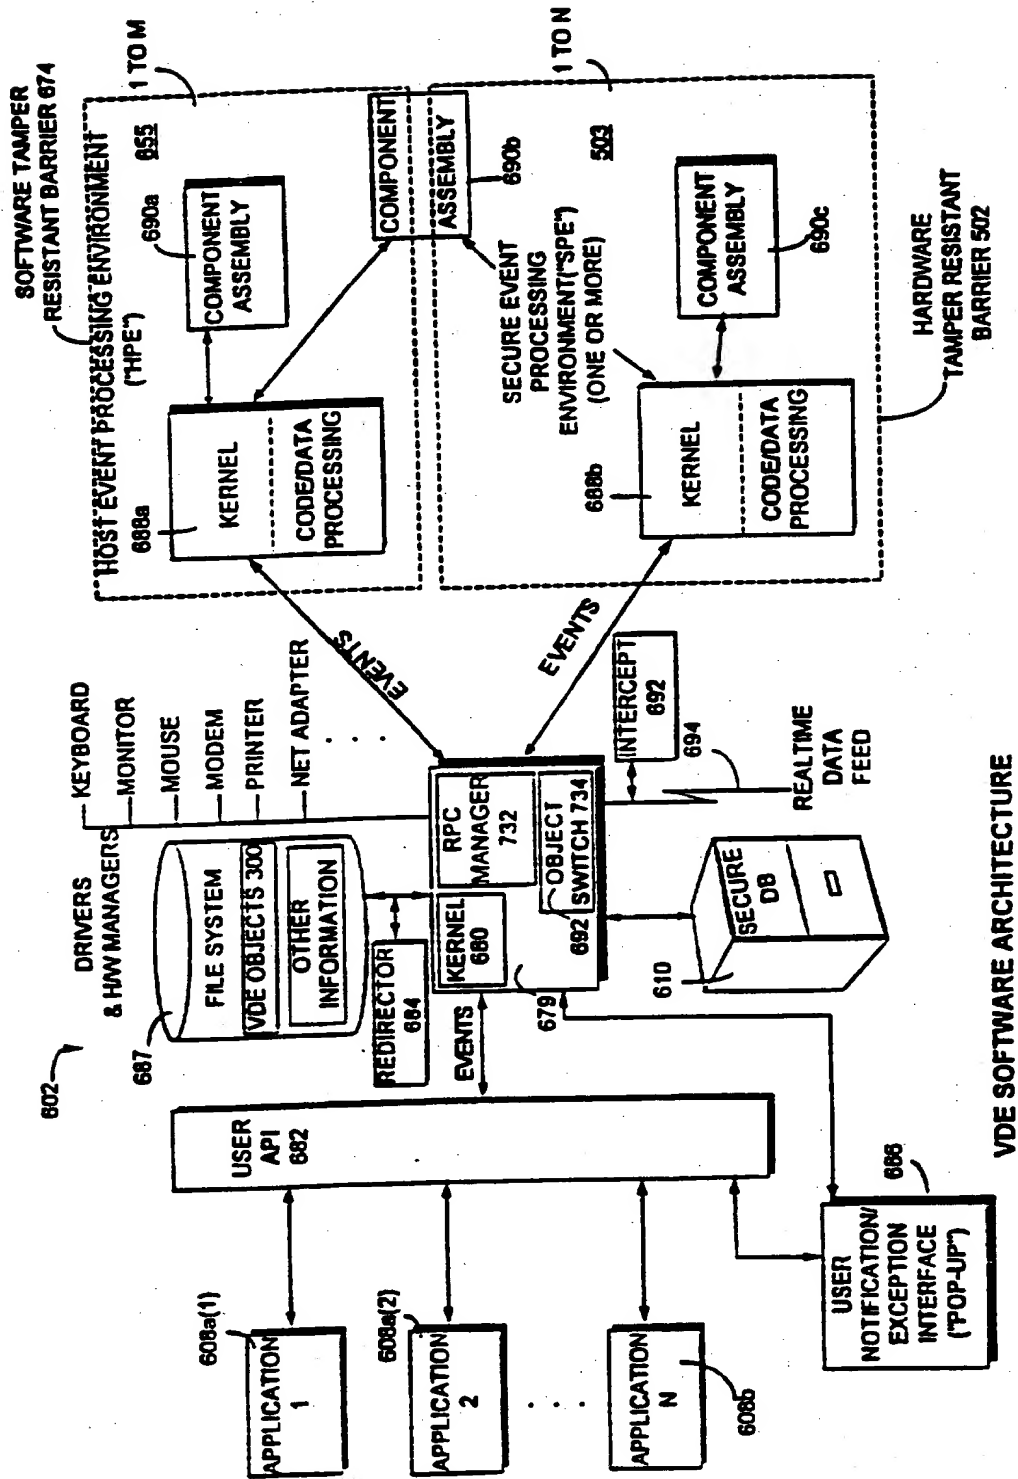 SOFTWARE TAMPER
RESISTANT BARRIER 674
1 TO M
1 TO N
HOST EVENT PROCESSING ENVIRONMENT
("HPE")
655
690a
COMPONENT
ASSEMBLY
688a
KERNEL
CODE/DATA
PROCESSING
COMPONENT
ASSEMBLY
690b
SECURE EVENT
PROCESSING
ENVIRONMENT("SPE")
(ONE OR MORE)
503
COMPONENT
ASSEMBLY
690c
688b
KERNEL
CODE/DATA
PROCESSING
HARDWARE
TAMPER RESISTANT
BARRIER 502
EVENTS
EVENTS
DRIVERS
& H/W MANAGERS
KEYBOARD
MONITOR
MOUSE
MODEM
PRINTER
NET ADAPTER
. . .
602
687
FILE SYSTEM
VDE OBJECTS 300
OTHER
INFORMATION
REDIRECTOR
684
EVENTS
KERNEL
680
RPC
MANAGER
732
OBJECT
SWITCH 734
692
679
INTERCEPT
692
694
REALTIME
DATA
FEED
SECURE
DB
610
USER
API
682
608a(1)
APPLICATION
1
608a(2)
APPLICATION
2
. . .
APPLICATION
N
608b
USER
NOTIFICATION/
EXCEPTION
INTERFACE
("POP-UP")
686
VDE SOFTWARE ARCHITECTURE